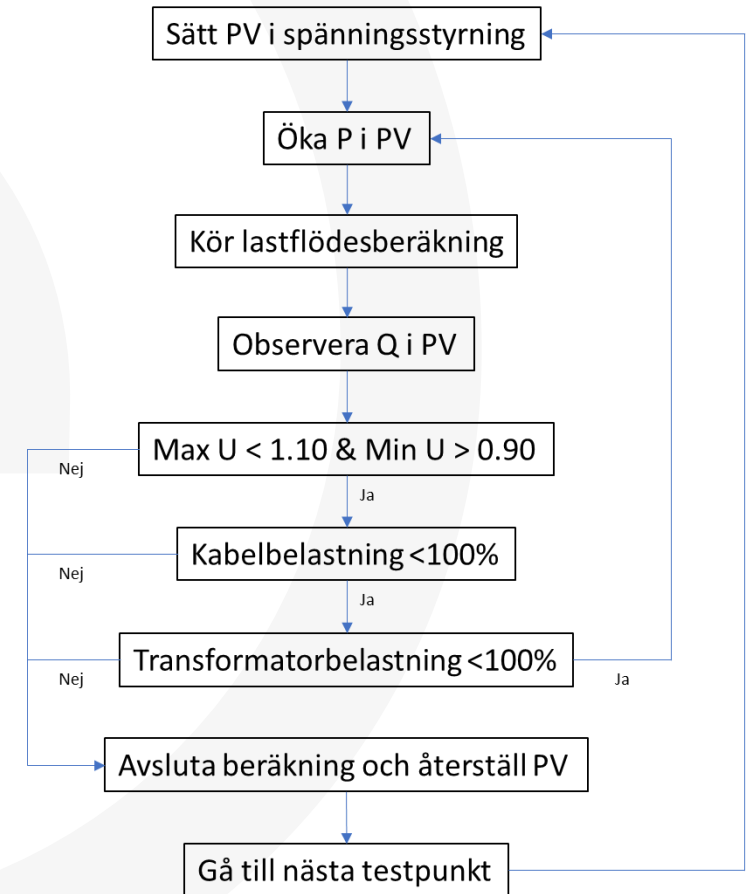 Sätt PV i spänningsstyrning
Öka P i PV
Kör lastflödesberäkning
Observera Q i PV
Max U < 1.10 & Min U > 0.90
Nej
Ja
Kabelbelastning <100%
Nej
Ja
Transformatorbelastning <100%
Nej
Ja
Avsluta beräkning och återställ PV
Gå till nästa testpunkt